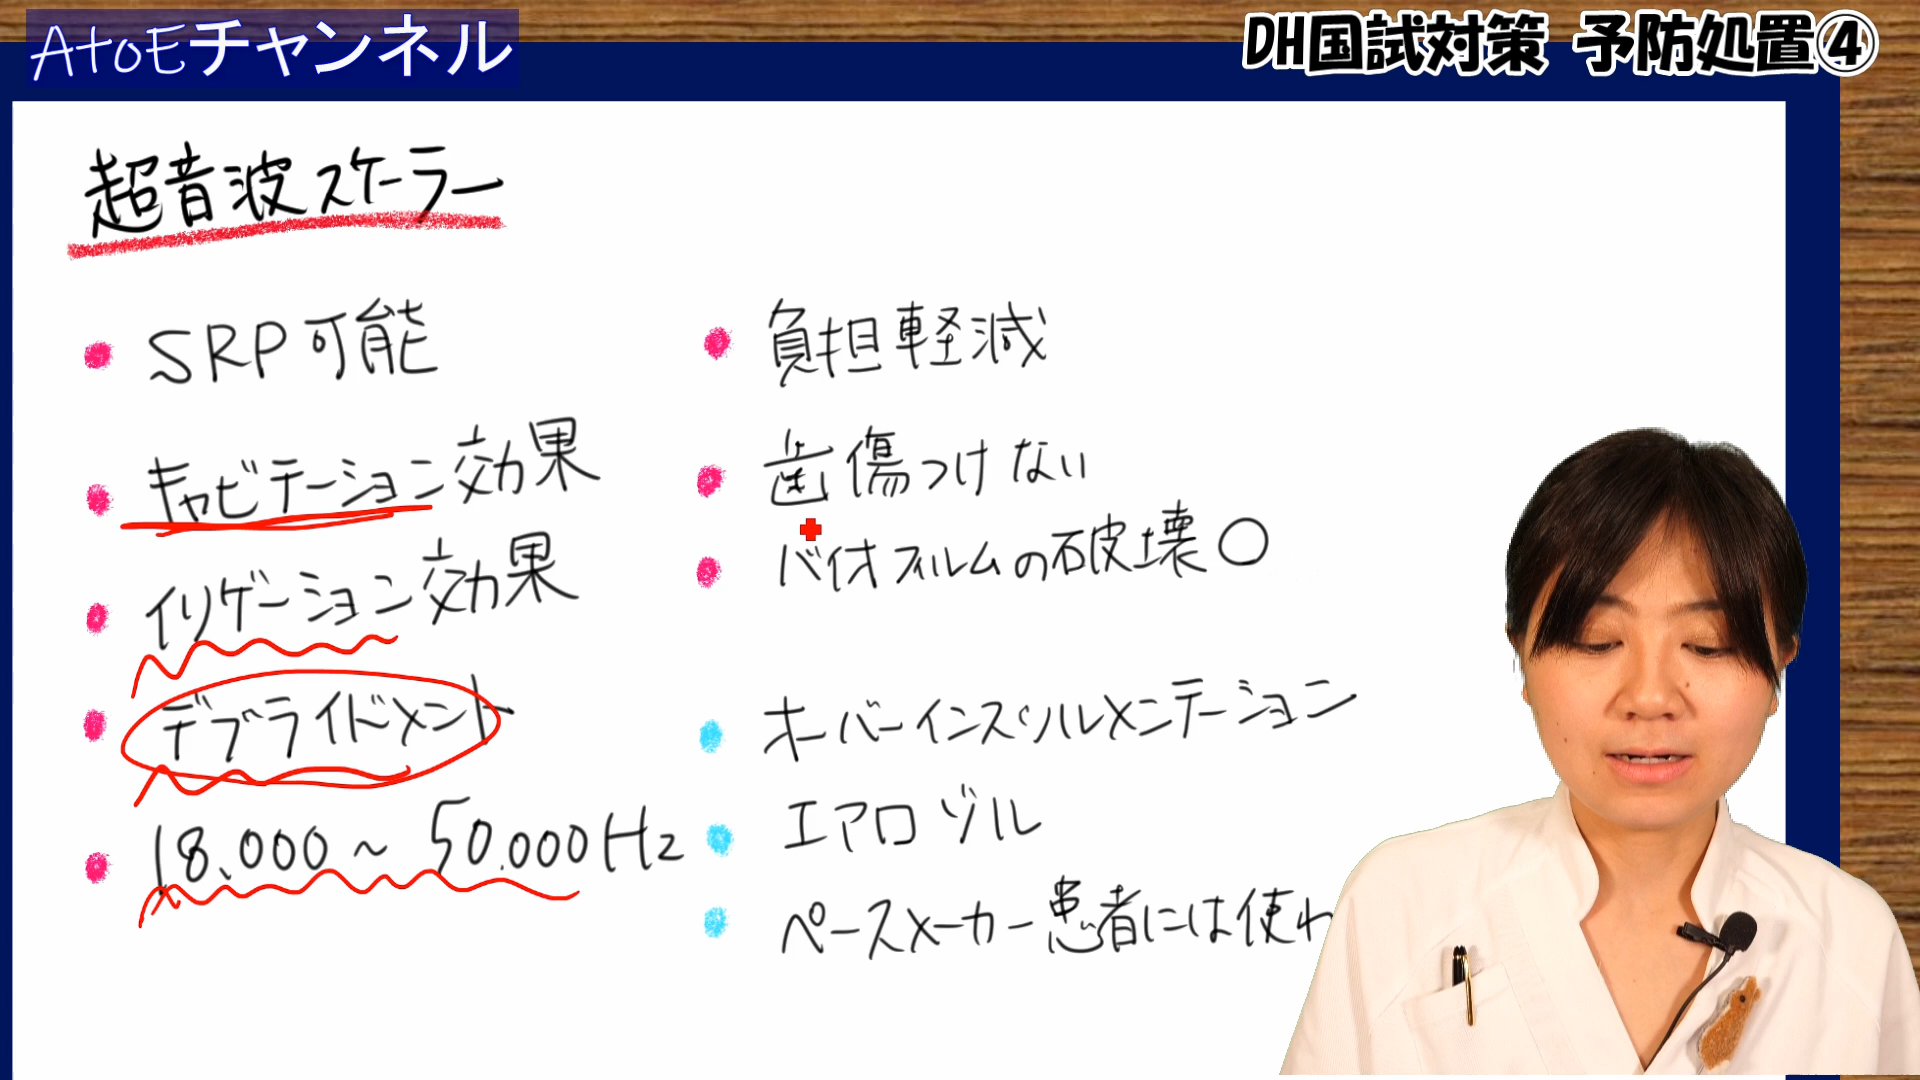 AtoEチャンネル
DH国試対策 予防処置④
超音波スケーラー
SRP可能
キャビテーション効果
イリゲーション効果
デブライドメント
18,000～50,000Hz
負担軽減
歯傷つけない
バイオフィルムの破壊〇
オーバーインスツルメンテーション
エアロゾル
ペースメーカー患者には使わ